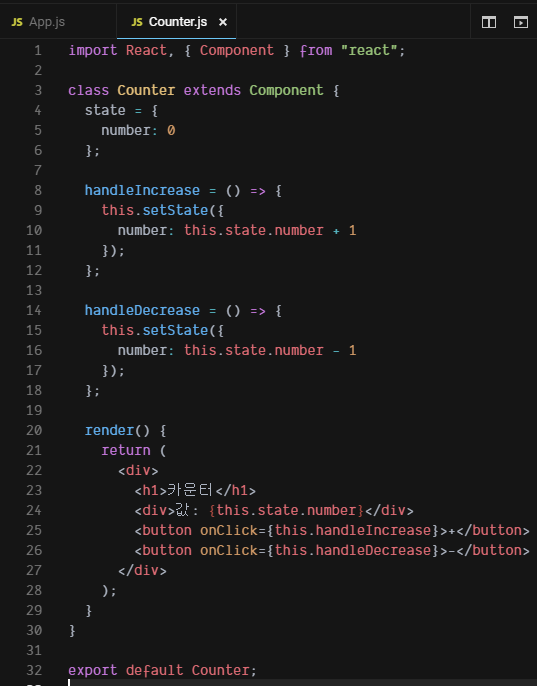 JS App.js JS Counter.js ×
1 import React, { Component } from "react";
2
3 class Counter extends Component {
4   state = {
5     number: 0
6   };
7
8   handleIncrease = () => {
9     this.setState({
10       number: this.state.number + 1
11     });
12   };
13
14   handleDecrease = () => {
15     this.setState({
16       number: this.state.number - 1
17     });
18   };
19
20   render() {
21     return (
22       <div>
23         <h1>카운터</h1>
24         <div>값: {this.state.number}</div>
25         <button onClick={this.handleIncrease}>+</button>
26         <button onClick={this.handleDecrease}>-</button>
27       </div>
28     );
29   }
30 }
31
32 export default Counter;